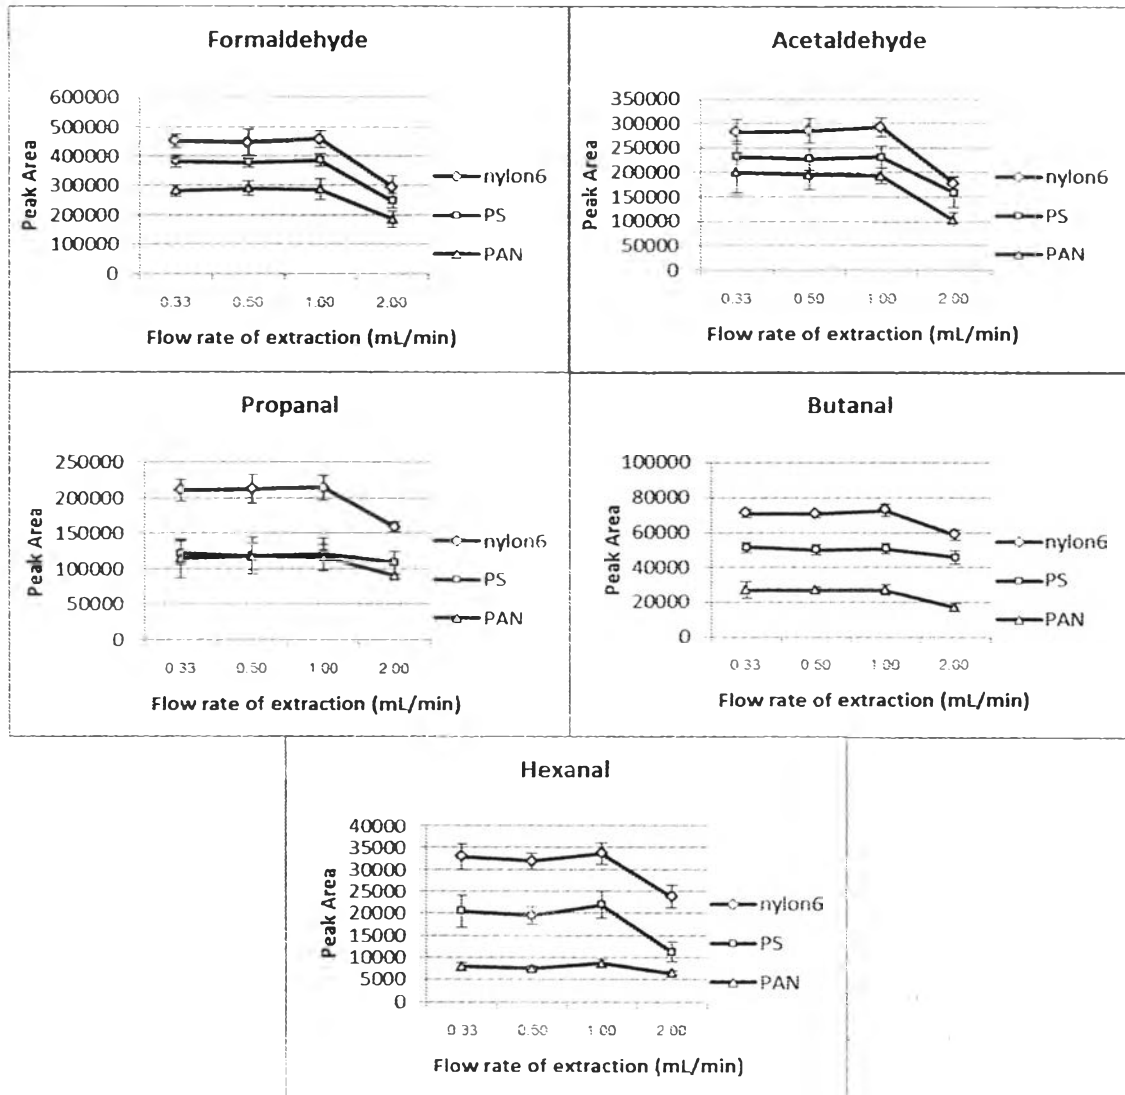 Formaldehyde
600000
500000
400000
300000
200000
100000
0
Peak Area
0.33 0.50 1.00 2.00
Flow rate of extraction (mL/min)
nylon6
PS
PAN
Acetaldehyde
350000
300000
250000
200000
150000
100000
50000
0
Peak Area
0.33 0.50 1.00 2.00
Flow rate of extraction (mL/min)
nylon6
PS
PAN
Propanal
250000
200000
150000
100000
50000
0
Peak Area
0.33 0.50 1.00 2.00
Flow rate of extraction (mL/min)
nylon6
PS
PAN
Butanal
100000
80000
60000
40000
20000
0
Peak Area
0.33 0.50 1.00 2.00
Flow rate of extraction (mL/min)
nylon6
PS
PAN
Hexanal
40000
35000
30000
25000
20000
15000
10000
5000
0
Peak Area
0.33 0.50 1.00 2.00
Flow rate of extraction (mL/min)
nylon6
PS
PAN